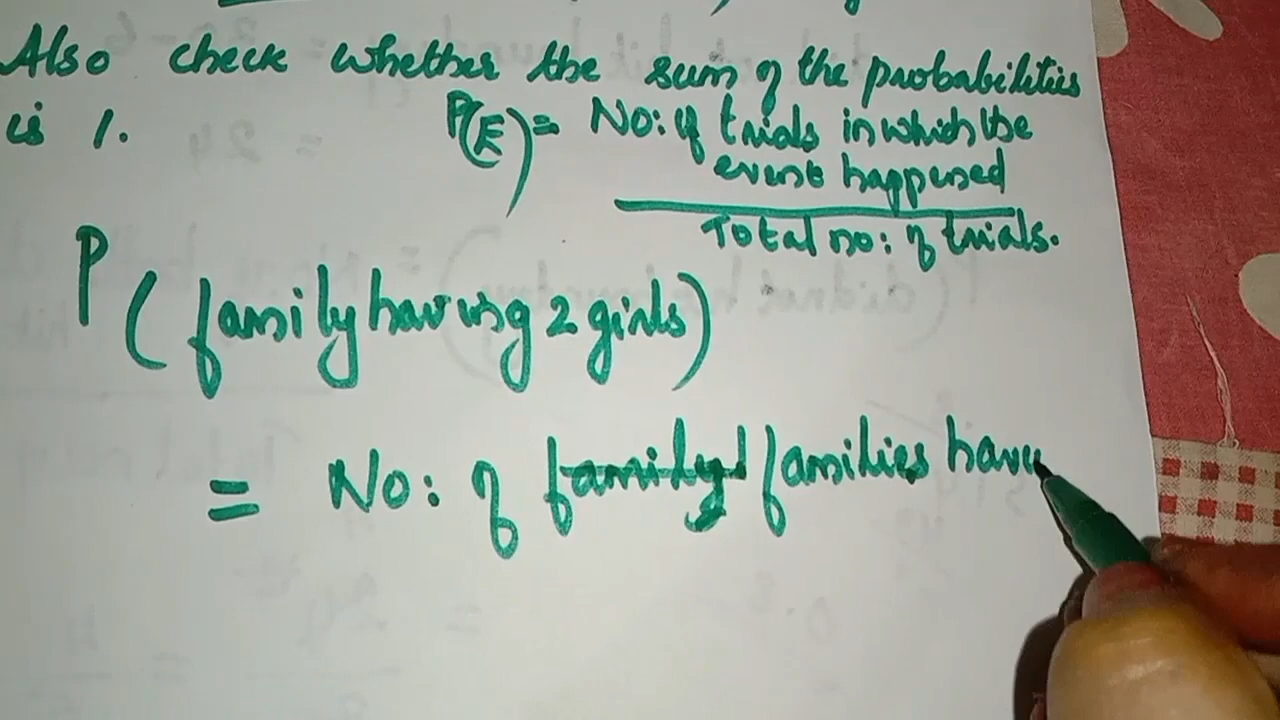 Also check whether the sum of the probabilities
is 1.
P(E) = No: of trials in which the
event happened
Total no: of trials.
P
(family having 2 girls)
= No: of family families havi